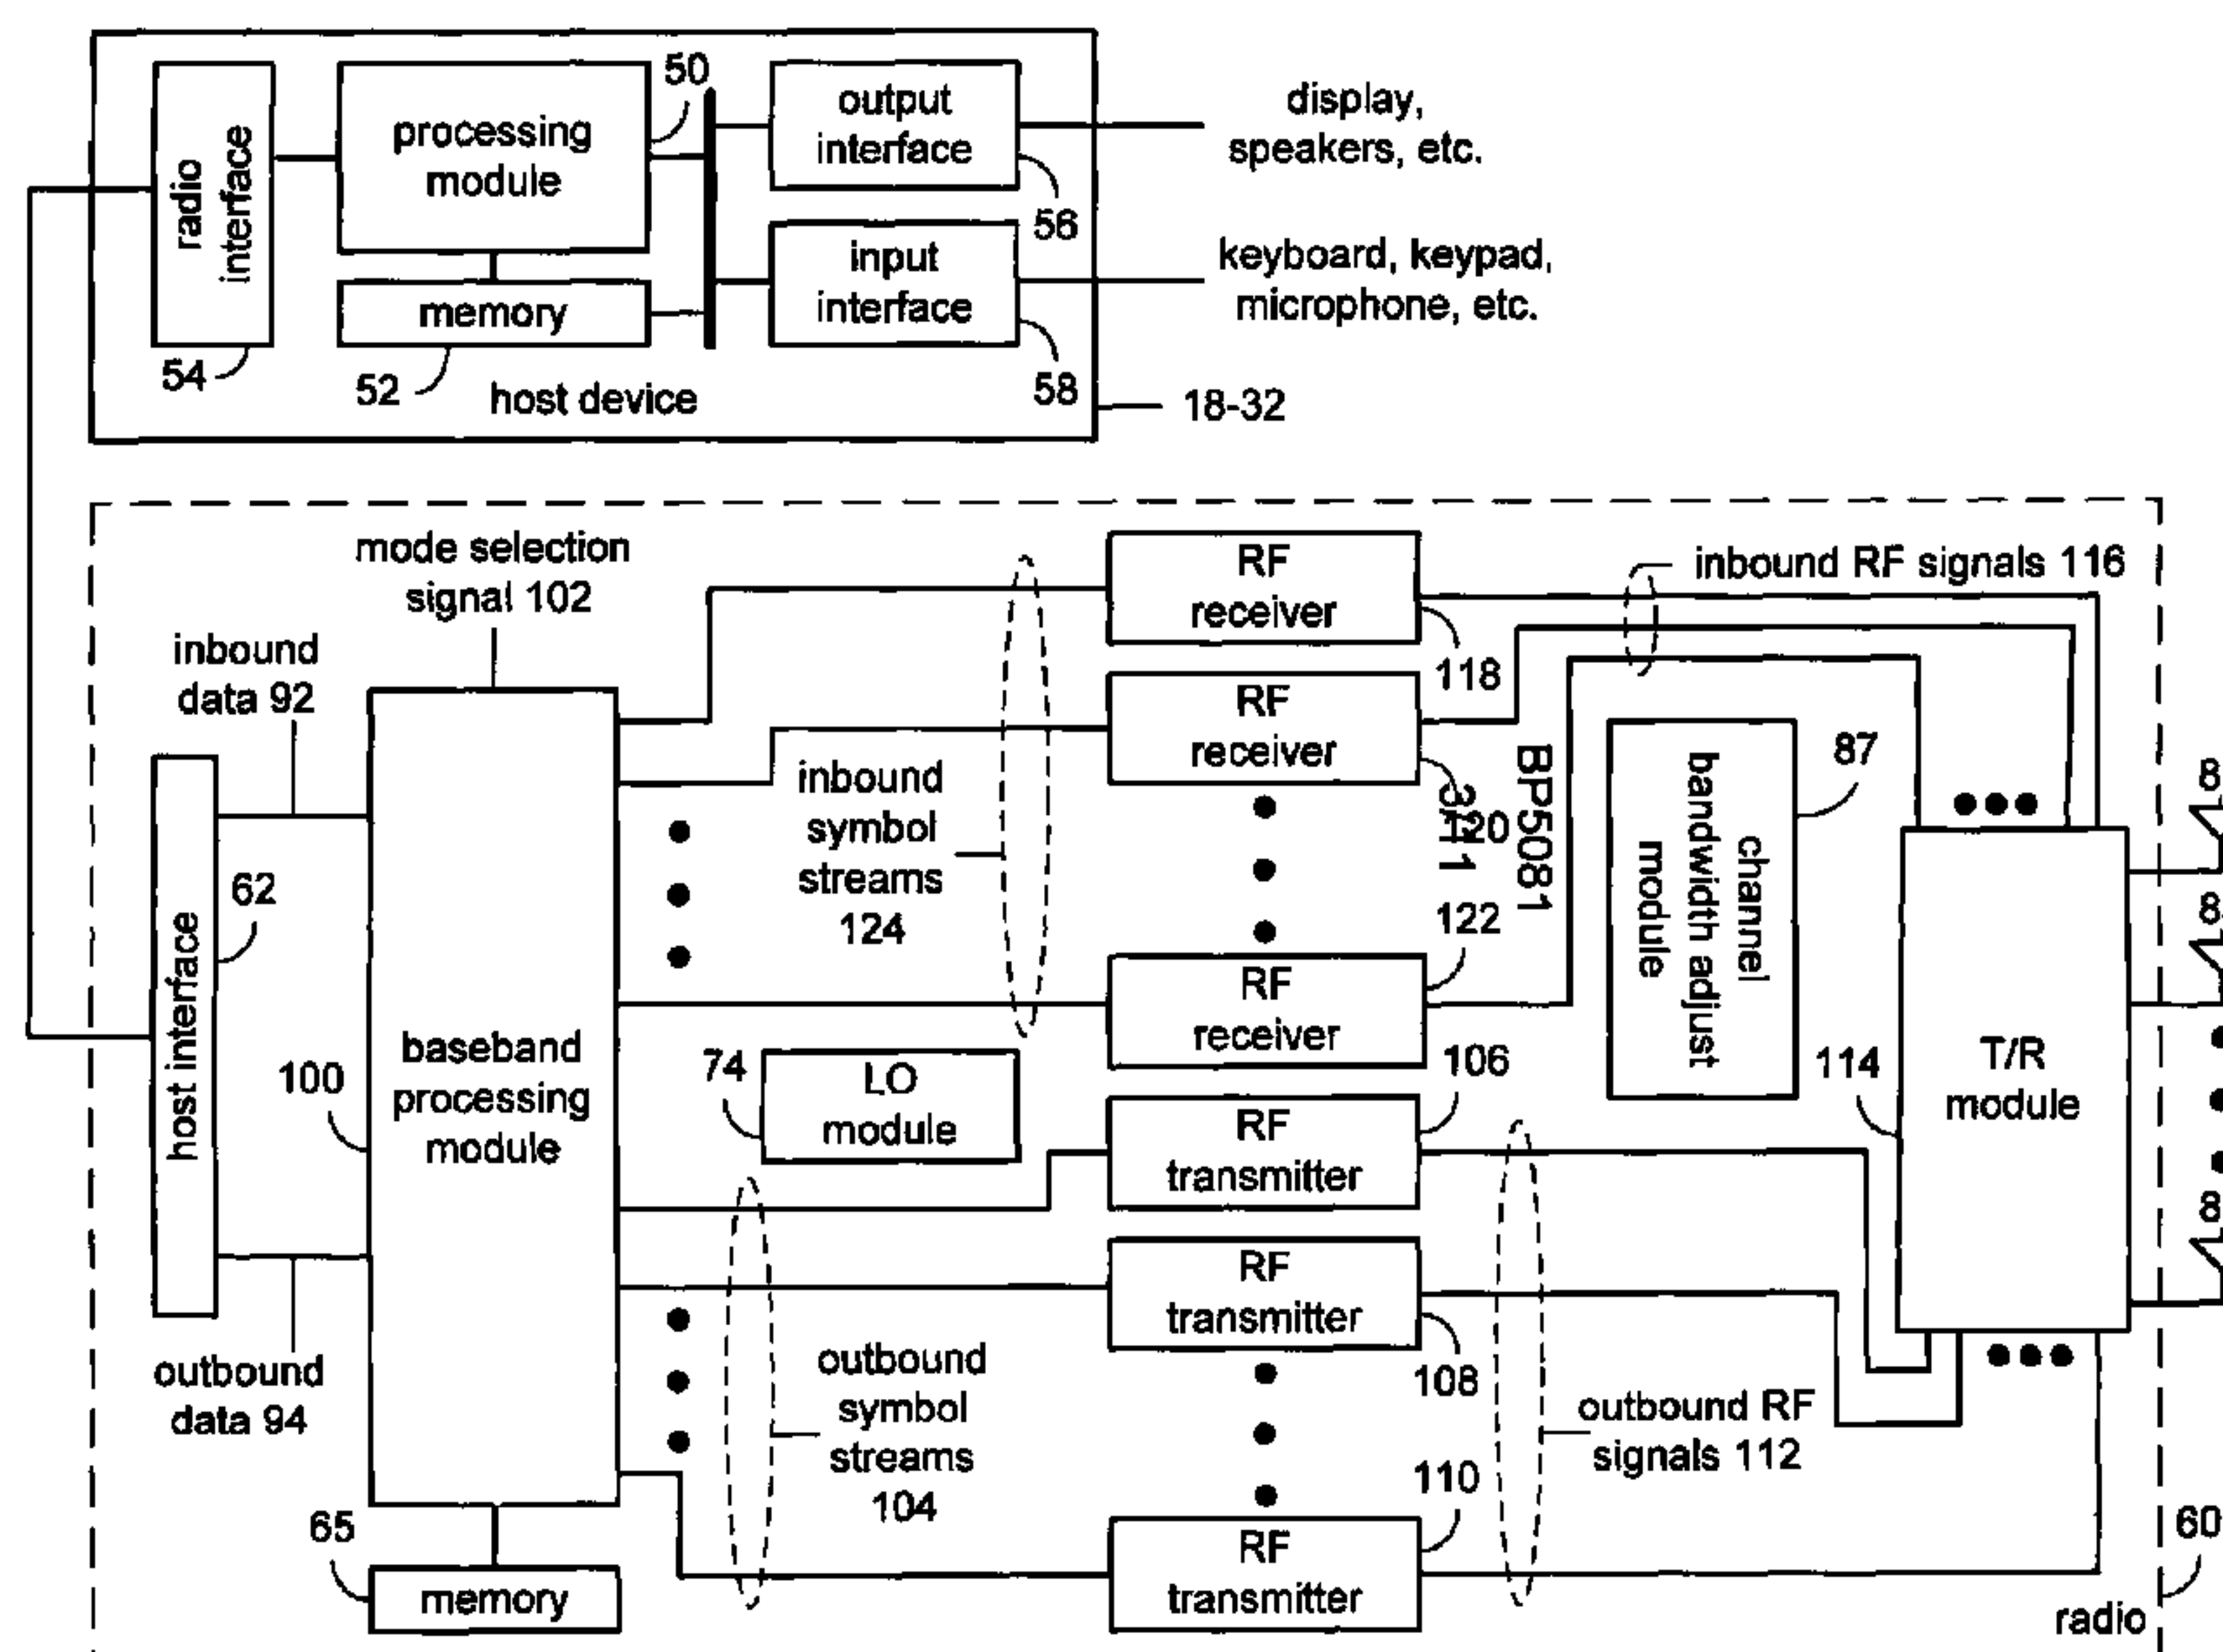 50
radio
interface
processing
module
output
interface
display,
speakers, etc.
56
input
interface
keyboard, keypad,
microphone, etc.
memory
54
52
host device
58
18-32
mode selection
signal 102
RF
receiver
inbound RF signals 116
118
inbound
data 92
RF
receiver
87
BP5081
120
channel
bandwidth adjust
module
inbound
symbol
streams
124
62
122
host interface
RF
receiver
100
baseband
processing
module
74
LO
module
106
114
T/R
module
RF
transmitter
RF
transmitter
108
outbound
data 94
outbound
symbol
streams
104
outbound RF
signals 112
110
65
memory
RF
transmitter
60
radio